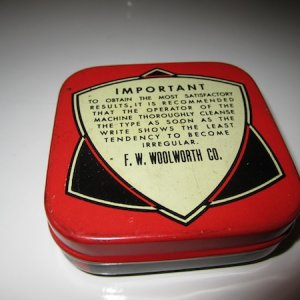 IMPORTANT
TO OBTAIN THE MOST SATISFACTORY
RESULTS, IT IS RECOMMENDED
THAT THE OPERATOR OF THE
MACHINE THOROUGHLY CLEANSE
THE TYPE AS SOON AS THE
WRITE SHOWS THE LEAST
TENDENCY TO BECOME
IRREGULAR.
F. W. WOOLWORTH CO.